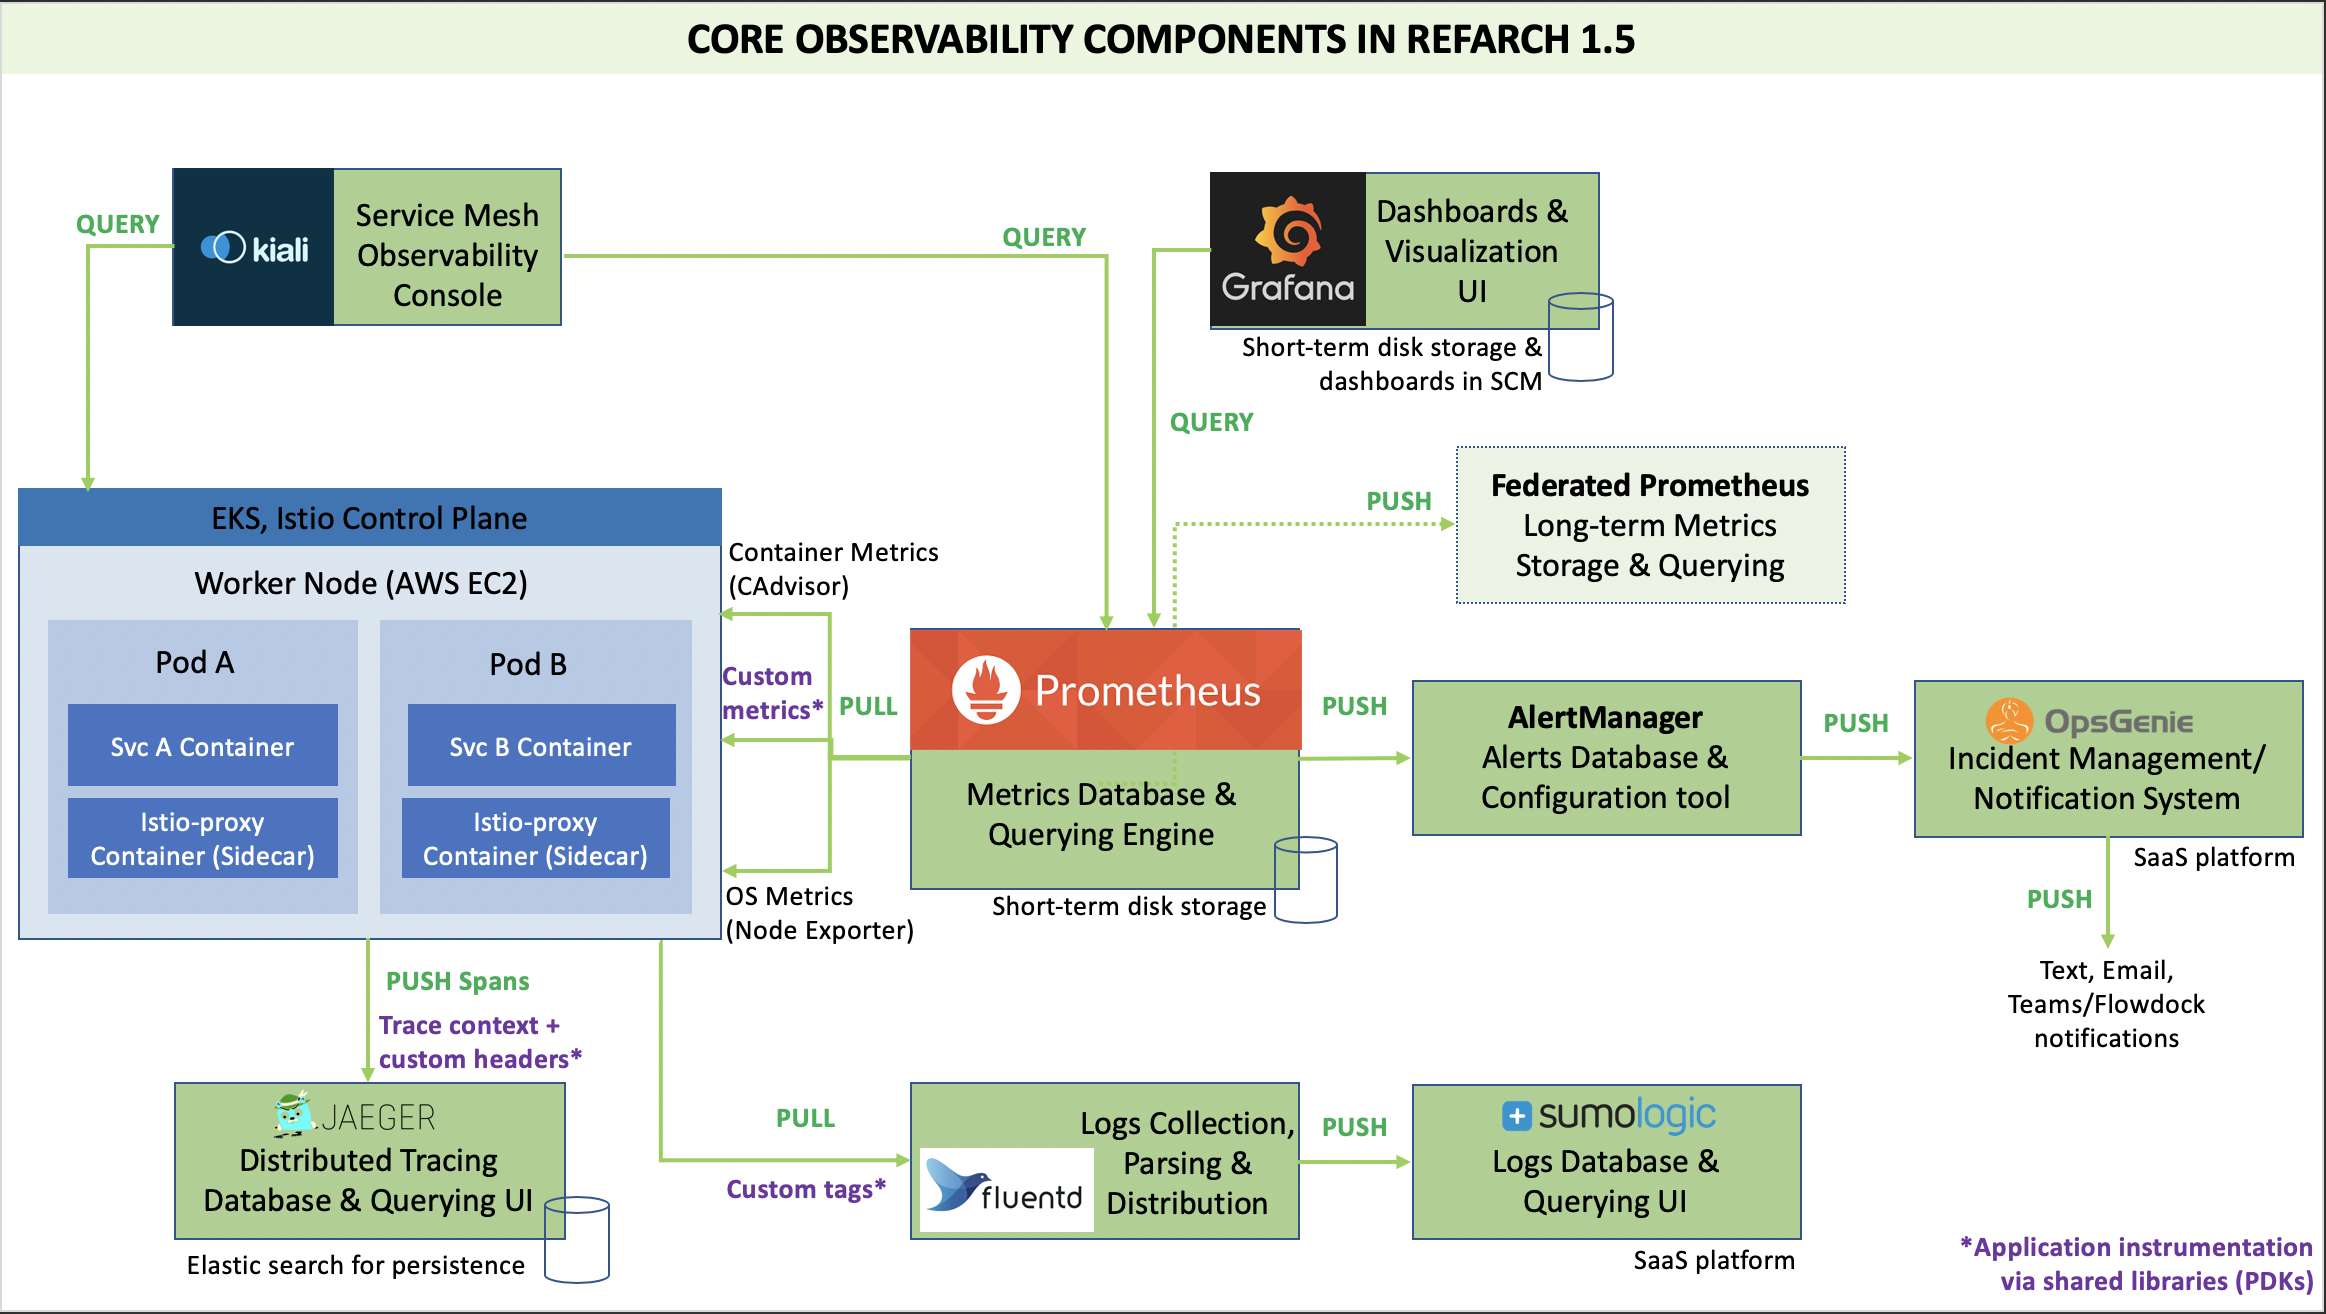 CORE OBSERVABILITY COMPONENTS IN REFARCH 1.5
QUERY
kiali
Service Mesh
Observability
Console
QUERY
Grafana
Dashboards &
Visualization
UI
Short-term disk storage &
dashboards in SCM
QUERY
Federated Prometheus
Long-term Metrics
Storage & Querying
PUSH
EKS, Istio Control Plane
Worker Node (AWS EC2)
Pod A
Svc A Container
Istio-proxy
Container (Sidecar)
Pod B
Svc B Container
Istio-proxy
Container (Sidecar)
Container Metrics
(CAdvisor)
Custom
metrics*
PULL
OS Metrics
(Node Exporter)
Prometheus
Metrics Database &
Querying Engine
Short-term disk storage
PUSH
AlertManager
Alerts Database &
Configuration tool
PUSH
OpsGenie
Incident Management/
Notification System
SaaS platform
PUSH
Text, Email,
Teams/Flowdock
notifications
PUSH Spans
Trace context +
custom headers*
JAEGER
Distributed Tracing
Database & Querying UI
Elastic search for persistence
PULL
Custom tags*
fluentd
Logs Collection,
Parsing &
Distribution
PUSH
sumologic
Logs Database &
Querying UI
SaaS platform
*Application instrumentation
via shared libraries (PDKs)